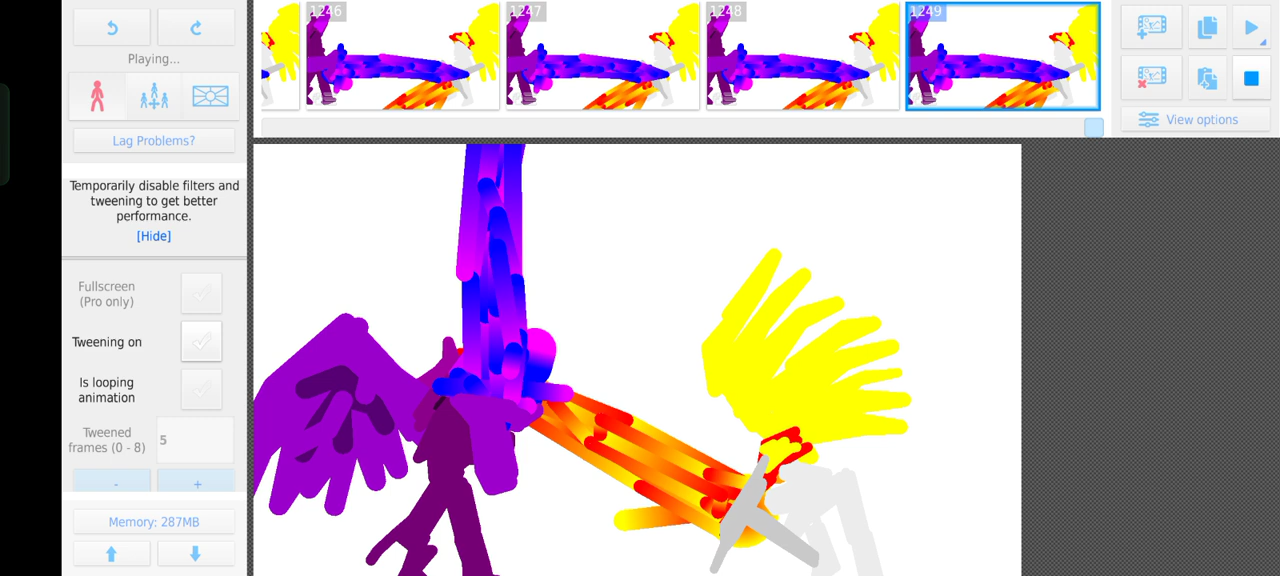 1246
1247
1248
1249
Playing...
Lag Problems?
Temporarily disable filters and
tweening to get better
performance.
[Hide]
Fullscreen
(Pro only)
Tweening on
Is looping
animation
Tweened
frames (0 - 8)
5
-
+
Memory: 287MB
View options